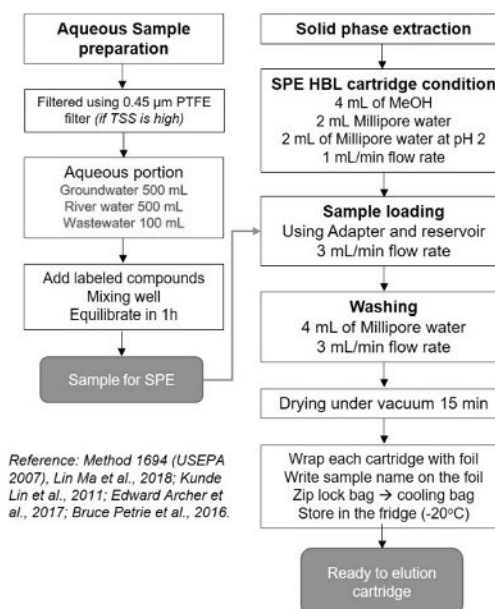 Aqueous Sample
preparation
Filtered using 0.45 µm PTFE
filter (if TSS is high)
Aqueous portion
Groundwater 500 mL
River water 500 mL
Wastewater 100 mL
Add labeled compounds
Mixing well
Equilibrate in 1h
Sample for SPE
Reference: Method 1694 (USEPA
2007), Lin Ma et al., 2018; Kunde
Lin et al., 2011; Edward Archer et
al., 2017; Bruce Petrie et al., 2016.
Solid phase extraction
SPE HBL cartridge condition
4 mL of MeOH
2 mL Millipore water
2 mL of Millipore water at pH 2
1 mL/min flow rate
Sample loading
Using Adapter and reservoir
3 mL/min flow rate
Washing
4 mL of Millipore water
3 mL/min flow rate
Drying under vacuum 15 min
Wrap each cartridge with foil
Write sample name on the foil
Zip lock bag → cooling bag
Store in the fridge (-20°C)
Ready to elution
cartridge